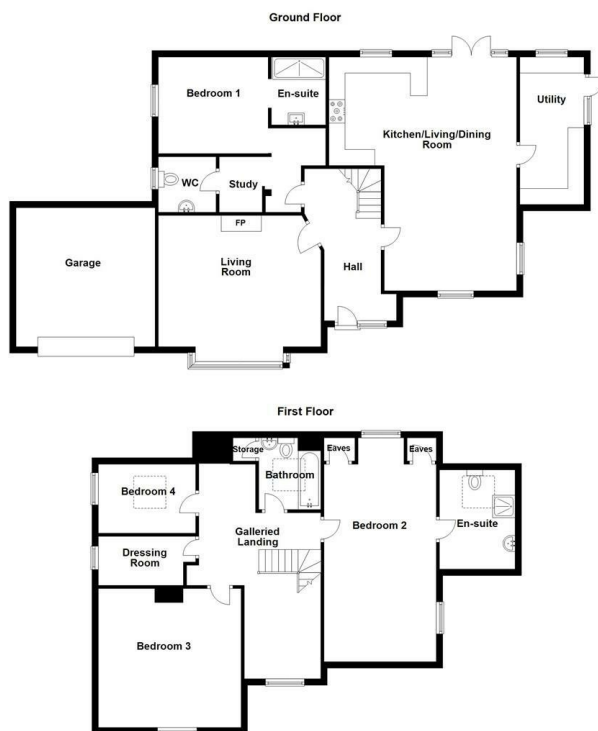 Ground Floor
Bedroom 1
En-suite
Kitchen/Living/Dining
Room
Utility
WC
Study
FP
Living
Room
Hall
Garage
First Floor
Storage
Bathroom
Eaves
Eaves
Bedroom 4
Galleried
Landing
Bedroom 2
En-suite
Dressing
Room
Bedroom 3